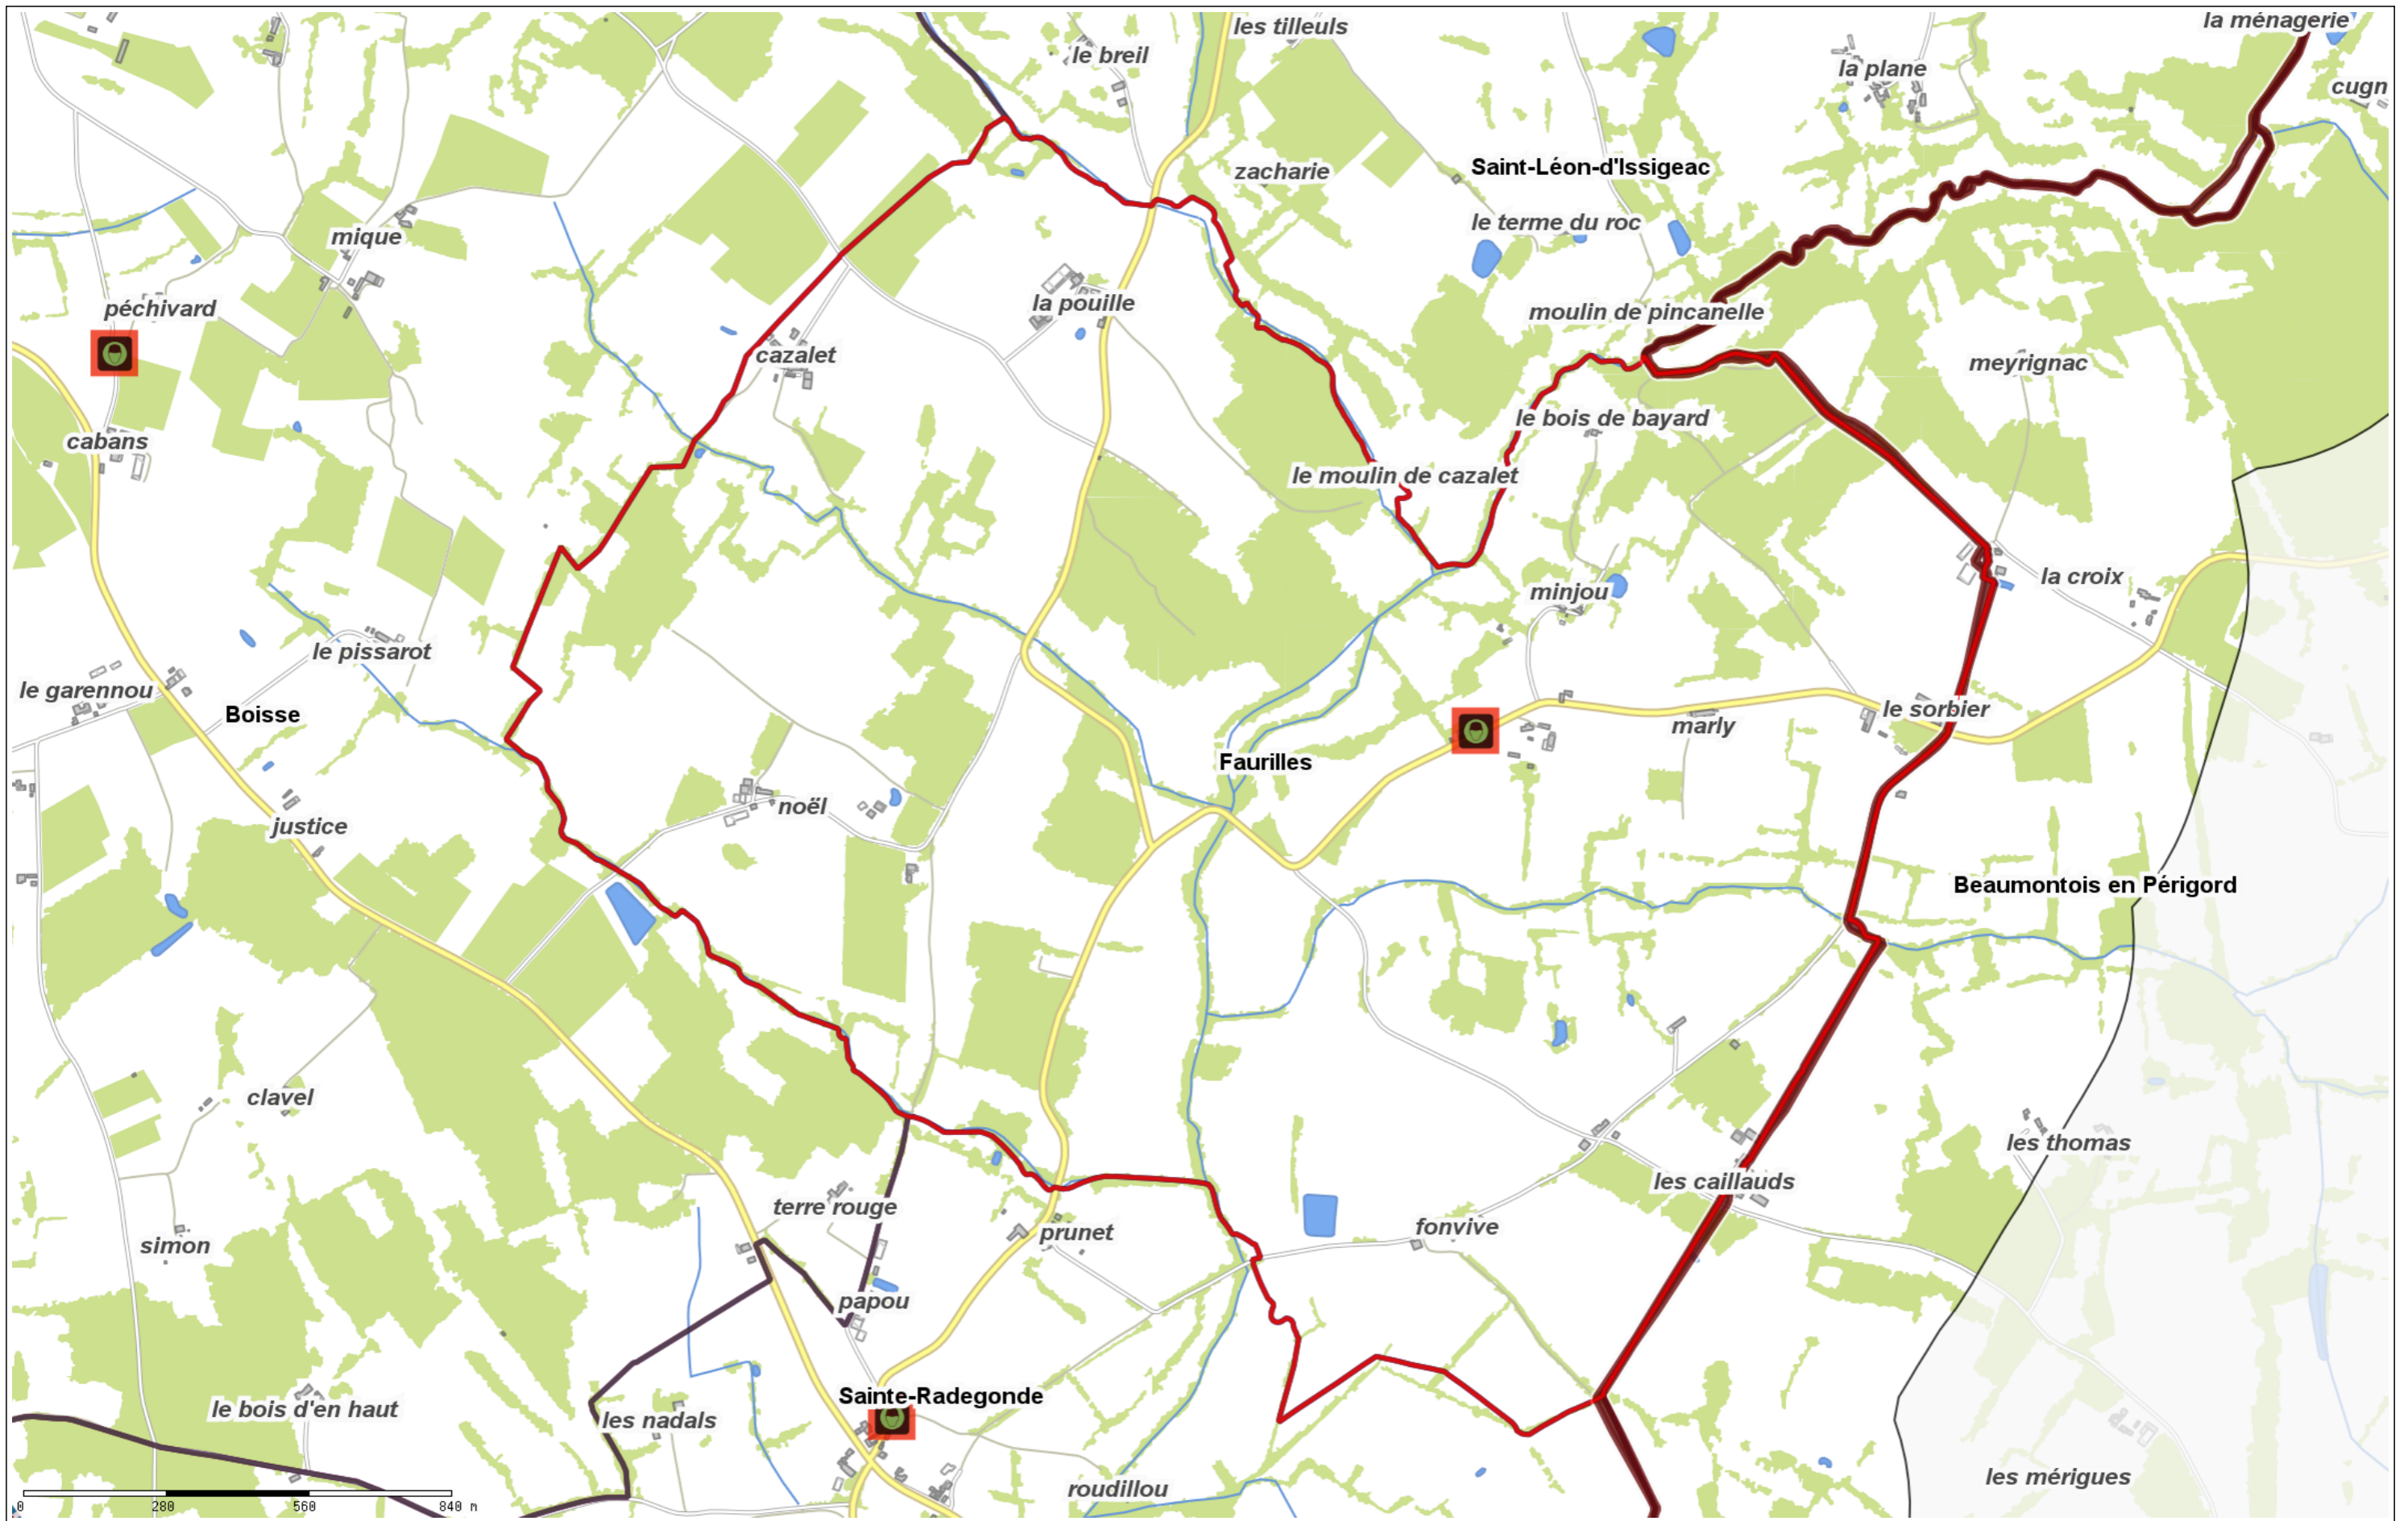 la ménagerie
les tilleuls
le breil
la plane
cugn
zacharie
Saint-Léon-d'Issigeac
le terme du roc
mique
péchivard
la pouille
moulin de pincanelle
cazalet
meyrignac
le bois de bayard
cabans
le moulin de cazalet
la croix
minjou
le pissarot
le garennou
Boisse
le sorbier
marly
Faurilles
noël
justice
Beaumontois en Périgord
clavel
les thomas
les caillauds
terre rouge
fonvive
prunet
simon
papou
Sainte-Radegonde
le bois d'en haut
les nadals
les mérigues
roudillou
0 280 560 840 m